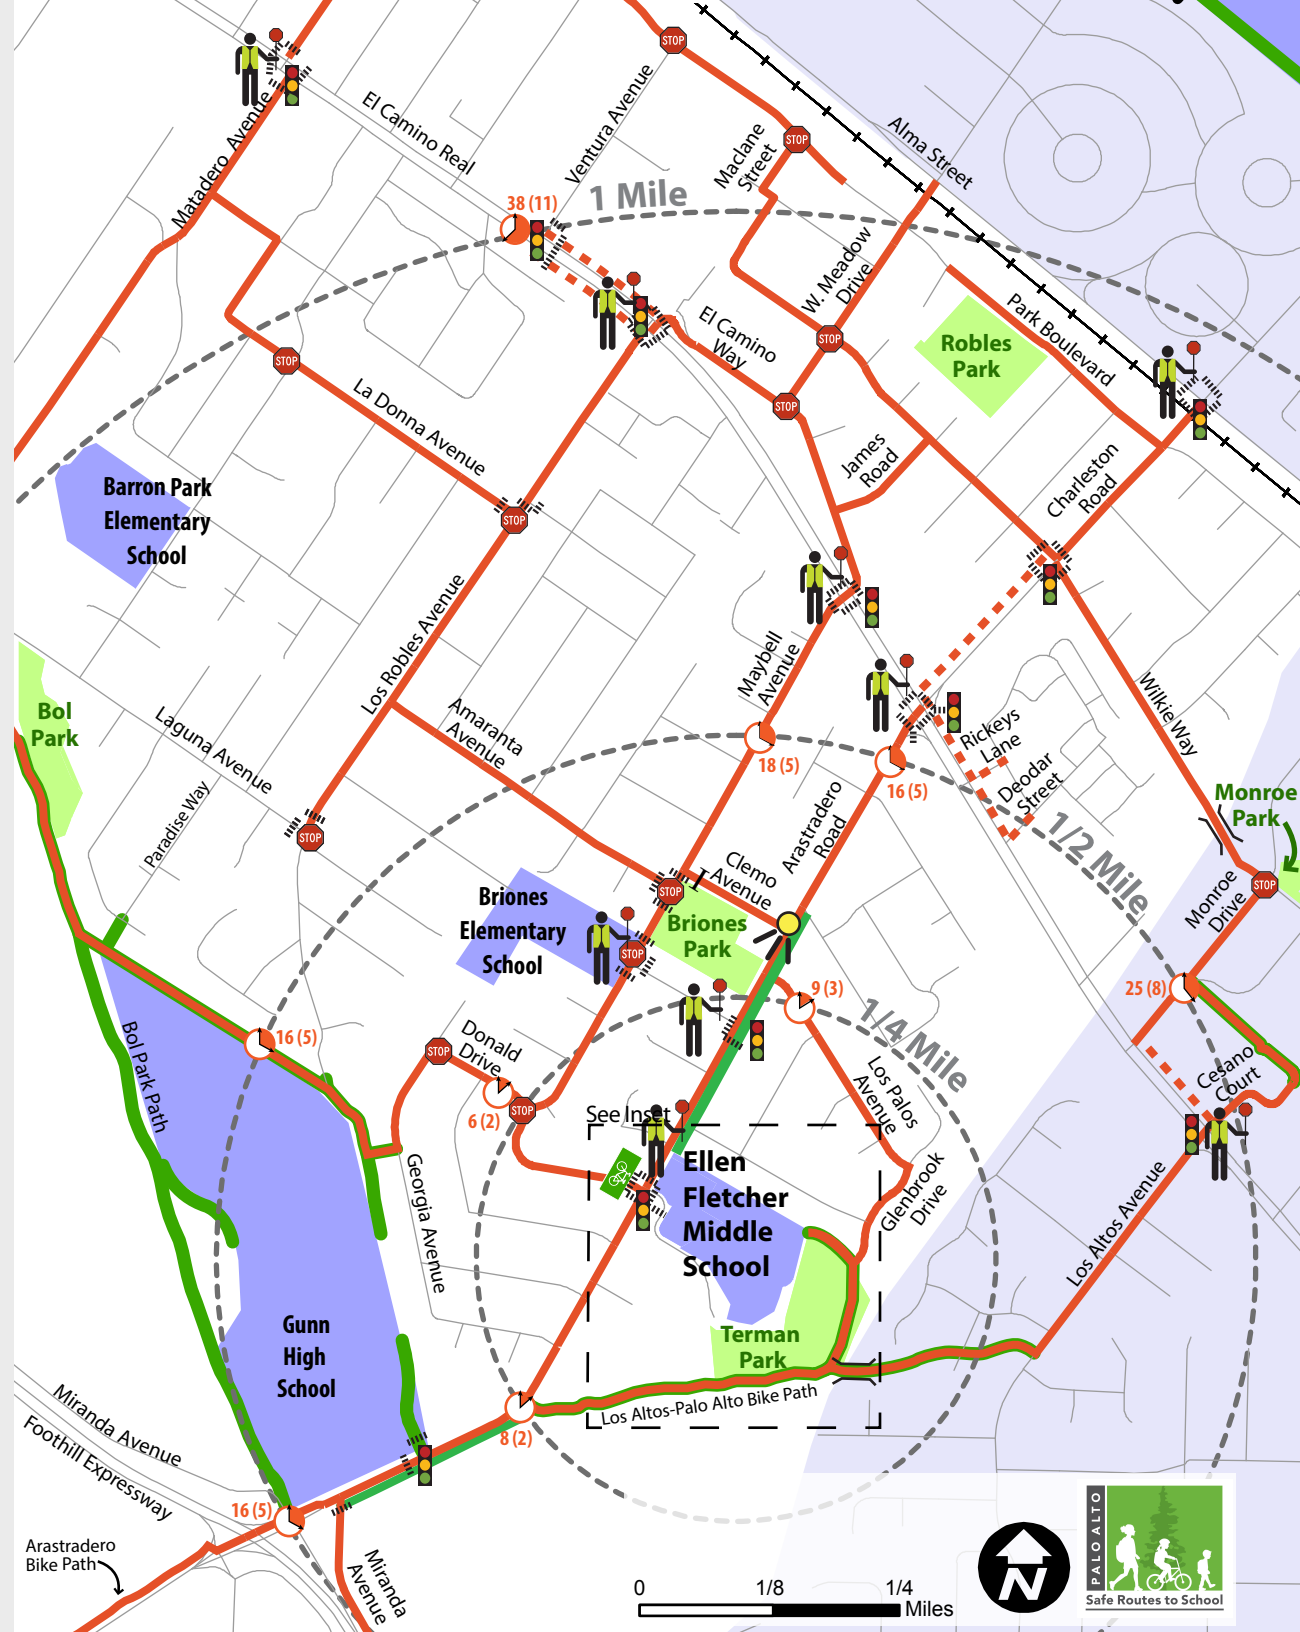 STOP
Alma Street
El Camino Real
Ventura Avenue
Maclane
Street
STOP
Matadero Avenue
1 Mile
38 (11)
W. Meadow
Drive
Park Boulevard
El Camino
Way
Robles
Park
STOP
STOP
La Donna Avenue
STOP
James
Road
Charleston
Road
Barron Park
Elementary
School
STOP
Los Robles Avenue
Maybell
Avenue
Wilkie Way
Bol
Park
Laguna Avenue
Amaranta
Avenue
Rickeys
Lane
Deodar
Street
18 (5)
16 (5)
Paradise Way
STOP
Arastradero
Road
1/2 Mile
Monroe
Park
Clemo
Avenue
STOP
STOP
Briones
Elementary
School
Briones
Park
STOP
Monroe
Drive
25 (8)
9 (3)
1/4 Mile
Bol Park Path
16 (5)
STOP
Donald
Drive
6 (2)
STOP
See Inset
Los Palos
Avenue
Cesano
Court
Ellen
Fletcher
Middle
School
Georgia Avenue
Glenbrook
Drive
Los Altos Avenue
Gunn
High
School
Terman
Park
Los Altos-Palo Alto Bike Path
8 (2)
Miranda Avenue
Foothill Expressway
16 (5)
Arastradero
Bike Path
Miranda
Avenue
0 1/8 1/4
Miles
N
PALO ALTO
Safe Routes to School